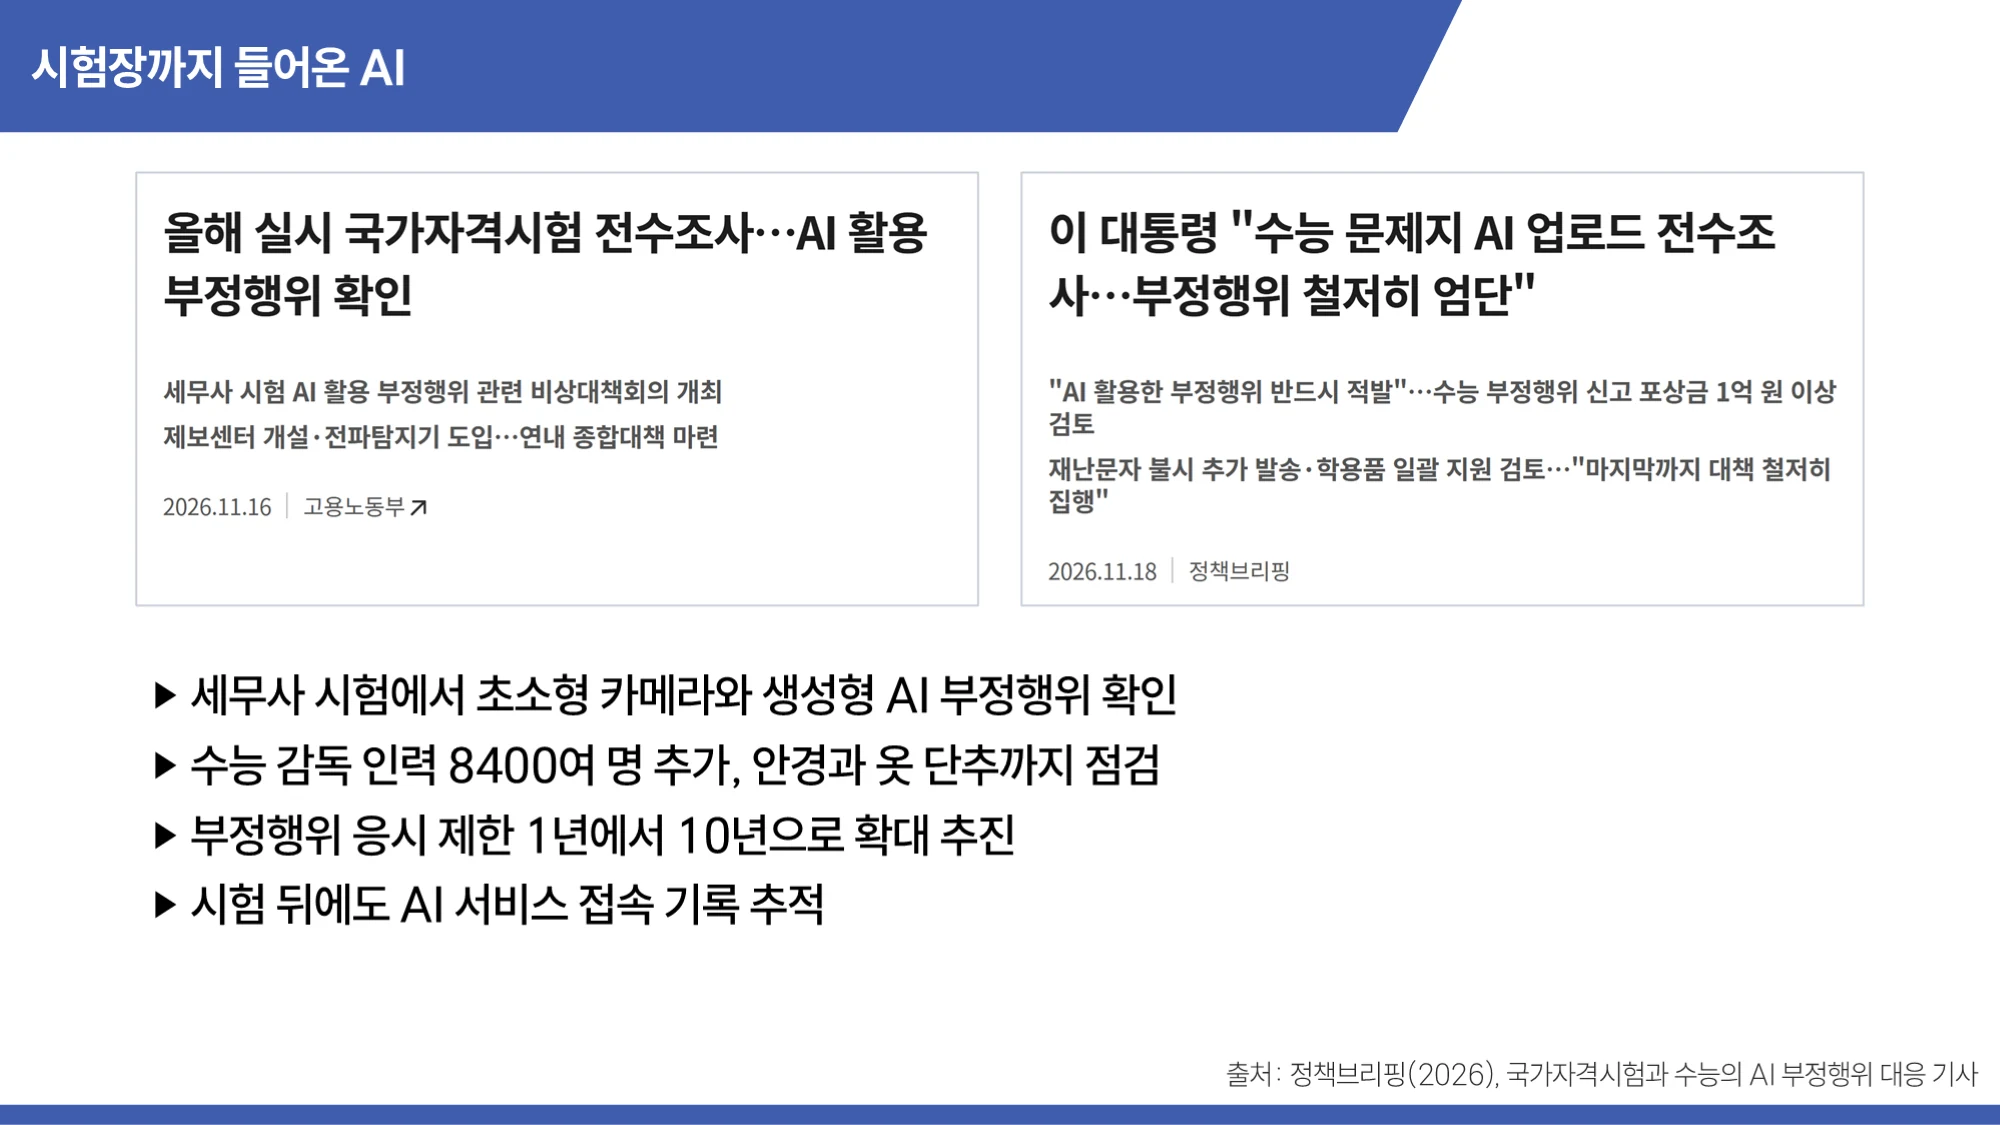 시험장까지 들어온 AI
올해 실시 국가자격시험 전수조사…AI 활용
부정행위 확인
세무사 시험 AI 활용 부정행위 관련 비상대책회의 개최
제보센터 개설·전파탐지기 도입…연내 종합대책 마련
2026.11.16 고용노동부
이 대통령 "수능 문제지 AI 업로드 전수조
사…부정행위 철저히 엄단"
"AI 활용한 부정행위 반드시 적발"…수능 부정행위 신고 포상금 1억 원 이상
검토
재난문자 불시 추가 발송·학용품 일괄 지원 검토…"마지막까지 대책 철저히
집행"
2026.11.18 정책브리핑
▶ 세무사 시험에서 초소형 카메라와 생성형 AI 부정행위 확인
▶ 수능 감독 인력 8400여 명 추가, 안경과 옷 단추까지 점검
▶ 부정행위 응시 제한 1년에서 10년으로 확대 추진
▶ 시험 뒤에도 AI 서비스 접속 기록 추적
출처: 정책브리핑(2026), 국가자격시험과 수능의 AI 부정행위 대응 기사